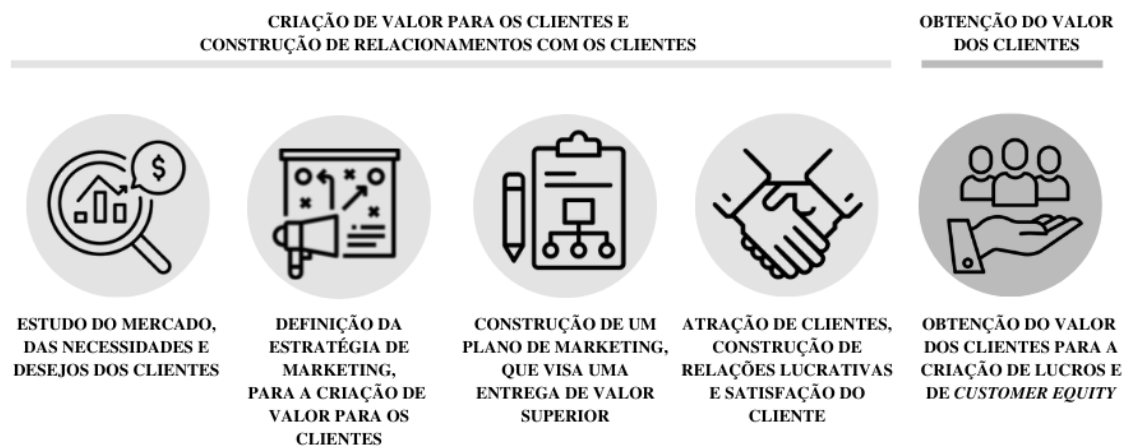 CRIAÇÃO DE VALOR PARA OS CLIENTES E
CONSTRUÇÃO DE RELACIONAMENTOS COM OS CLIENTES
OBTENÇÃO DO VALOR
DOS CLIENTES
$
ESTUDO DO MERCADO,
DAS NECESSIDADES E
DESEJOS DOS CLIENTES
DEFINIÇÃO DA
ESTRATÉGIA DE
MARKETING,
PARA A CRIAÇÃO DE
VALOR PARA OS
CLIENTES
CONSTRUÇÃO DE UM
PLANO DE MARKETING,
QUE VISA UMA
ENTREGA DE VALOR
SUPERIOR
ATRAÇÃO DE CLIENTES,
CONSTRUÇÃO DE
RELAÇÕES LUCRATIVAS
E SATISFAÇÃO DO
CLIENTE
OBTENÇÃO DO VALOR
DOS CLIENTES PARA A
CRIAÇÃO DE LUCROS E
DE CUSTOMER EQUITY